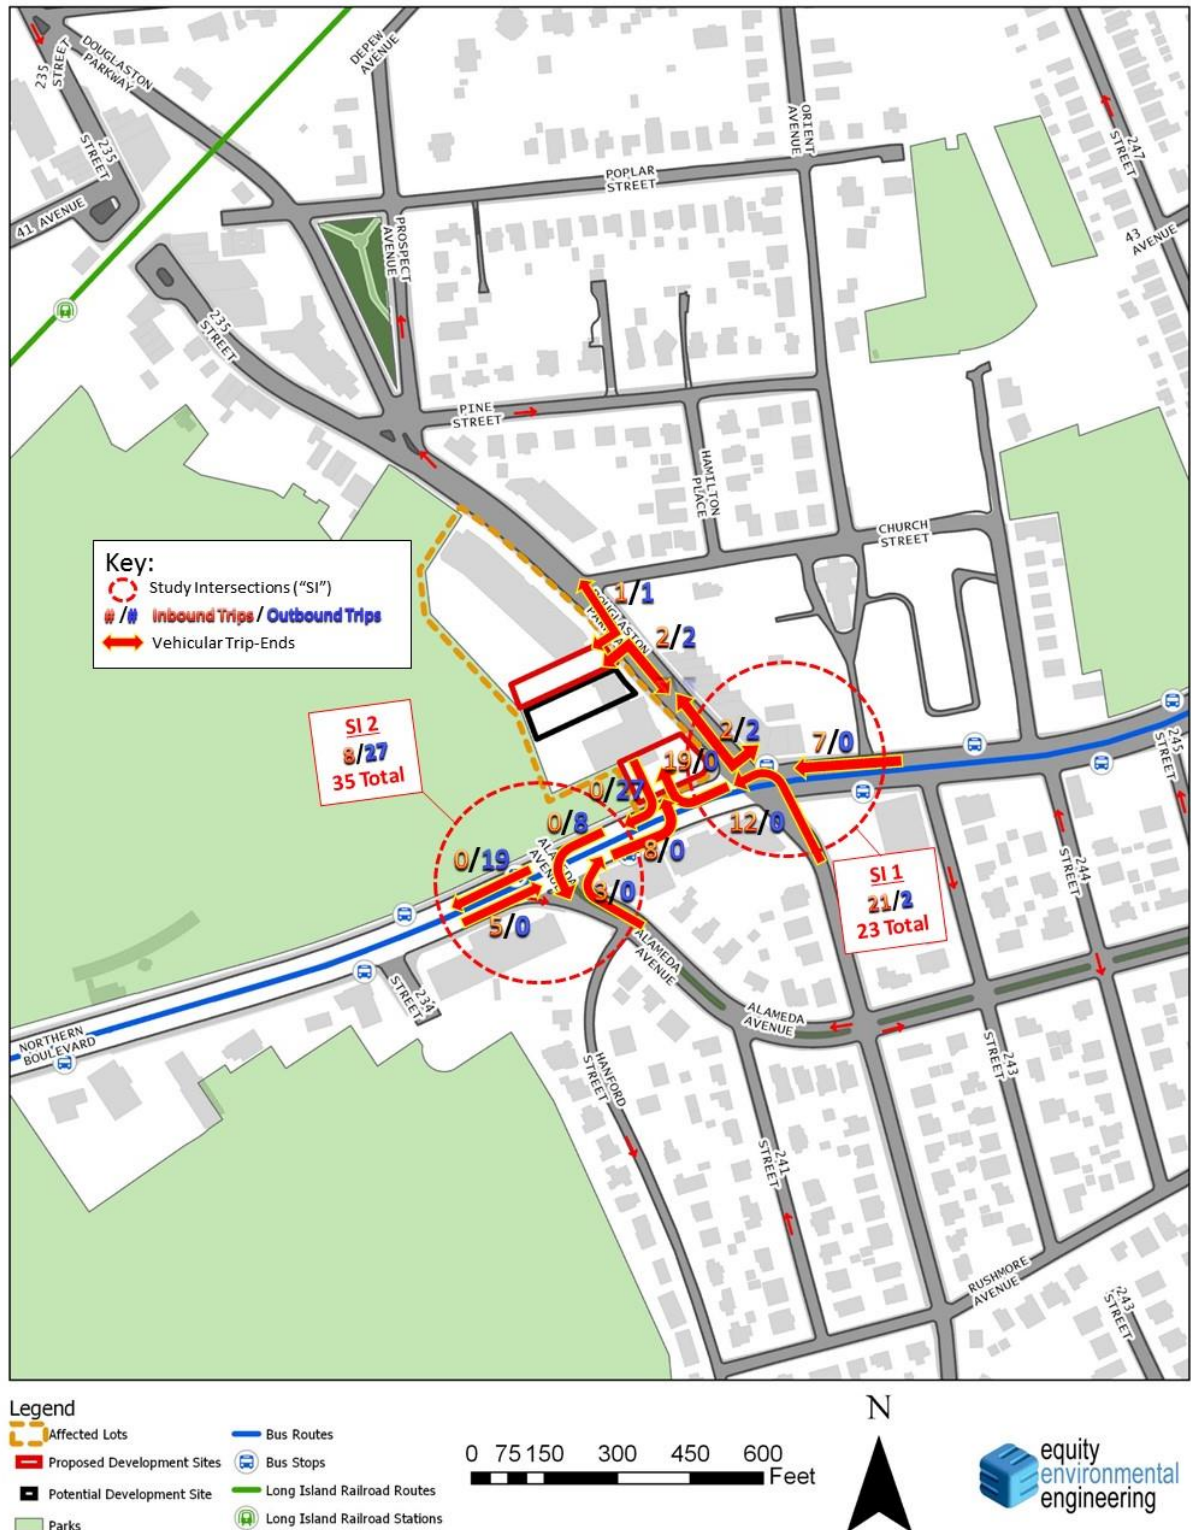 235
STREET
DOUGLASTON
PARKWAY
DEPEW
AVENUE
ORIENT
AVENUE
247
STREET
235
STREET
41 AVENUE
POPLAR
STREET
PROSPECT
AVENUE
43
AVENUE
235
STREET
PINE
STREET
HAMILTON
PLACE
CHURCH
STREET
Key:
Study Intersections ("SI")
# /# Inbound Trips / Outbound Trips
Vehicular Trip-Ends
1/1
DOUGLASTON
2/2
SI 2
8/27
35 Total
2/2
7/0
19/0
0/27
245
STREET
0/8
12/0
ALAMEDA
AVENUE
8/0
0/19
3/0
5/0
SI 1
21/2
23 Total
244
STREET
ALAMEDA
AVENUE
234
STREET
ALAMEDA
AVENUE
NORTHERN
BOULEVARD
243
STREET
HANFORD
STREET
241
STREET
RUSHMORE
AVENUE
243
STREET
Legend
Affected Lots
Proposed Development Sites
Potential Development Site
Parks
Bus Routes
Bus Stops
Long Island Railroad Routes
Long Island Railroad Stations
0 75 150 300 450 600
Feet
N
equity
environmental
engineering